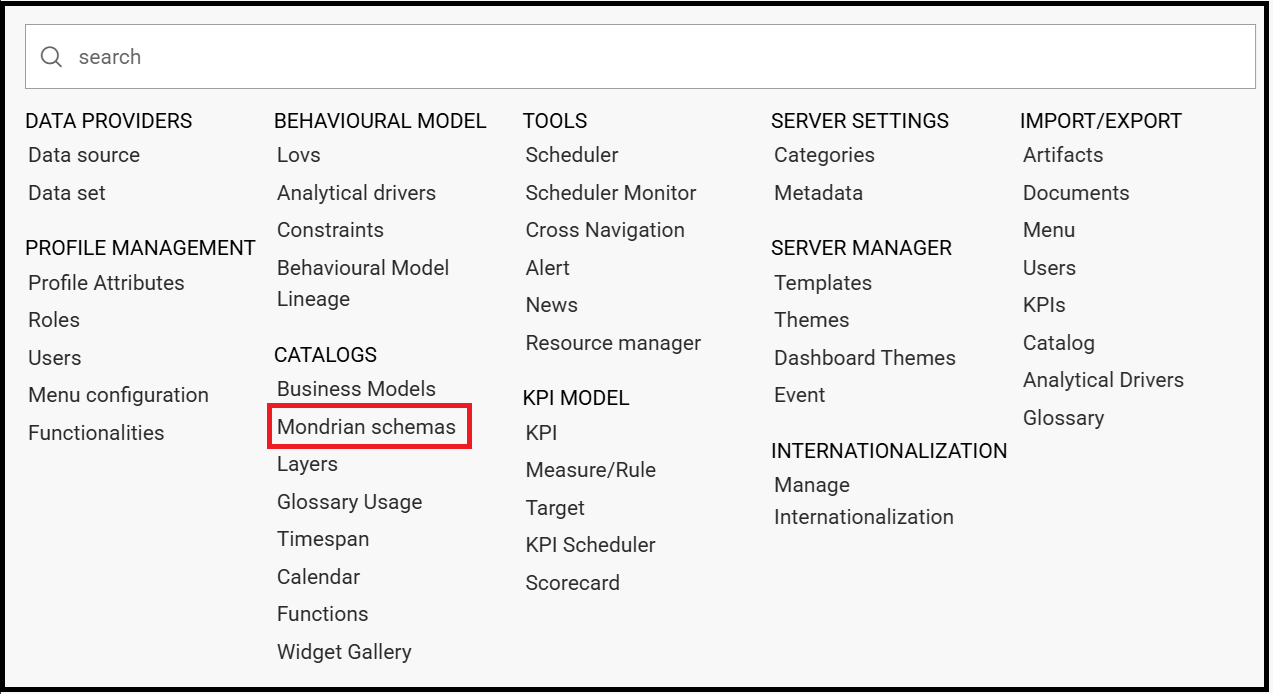 search
DATA PROVIDERS
Data source
Data set
PROFILE MANAGEMENT
Profile Attributes
Roles
Users
Menu configuration
Functionalities
BEHAVIOURAL MODEL
Lovs
Analytical drivers
Constraints
Behavioural Model
Lineage
CATALOGS
Business Models
Mondrian schemas
Layers
Glossary Usage
Timespan
Calendar
Functions
Widget Gallery
TOOLS
Scheduler
Scheduler Monitor
Cross Navigation
Alert
News
Resource manager
KPI MODEL
KPI
Measure/Rule
Target
KPI Scheduler
Scorecard
SERVER SETTINGS
Categories
Metadata
SERVER MANAGER
Templates
Themes
Dashboard Themes
Event
INTERNATIONALIZATION
Manage
Internationalization
IMPORT/EXPORT
Artifacts
Documents
Menu
Users
KPIs
Catalog
Analytical Drivers
Glossary